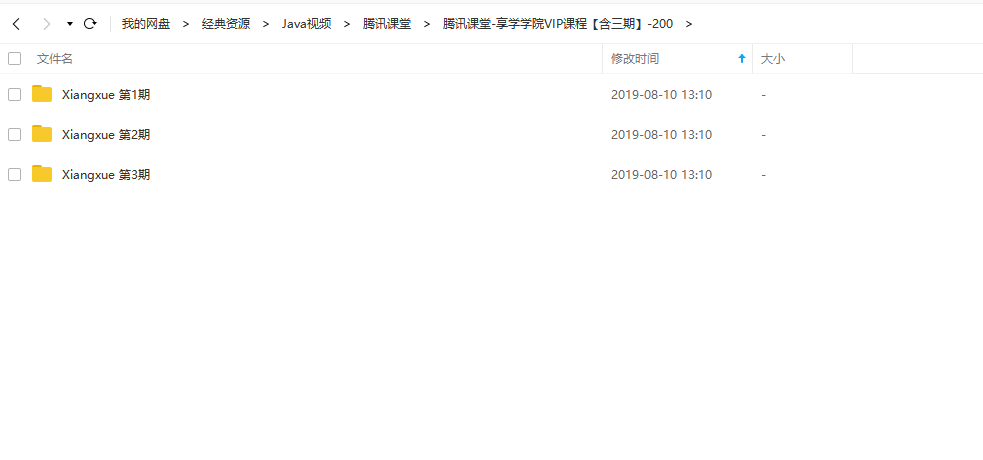 我的网盘 > 经典资源 > Java视频 > 腾讯课堂 > 腾讯课堂-享学学院VIP课程【含三期】-200 >
文件名 修改时间 大小
Xiangxue 第1期 2019-08-10 13:10 -
Xiangxue 第2期 2019-08-10 13:10 -
Xiangxue 第3期 2019-08-10 13:10 -